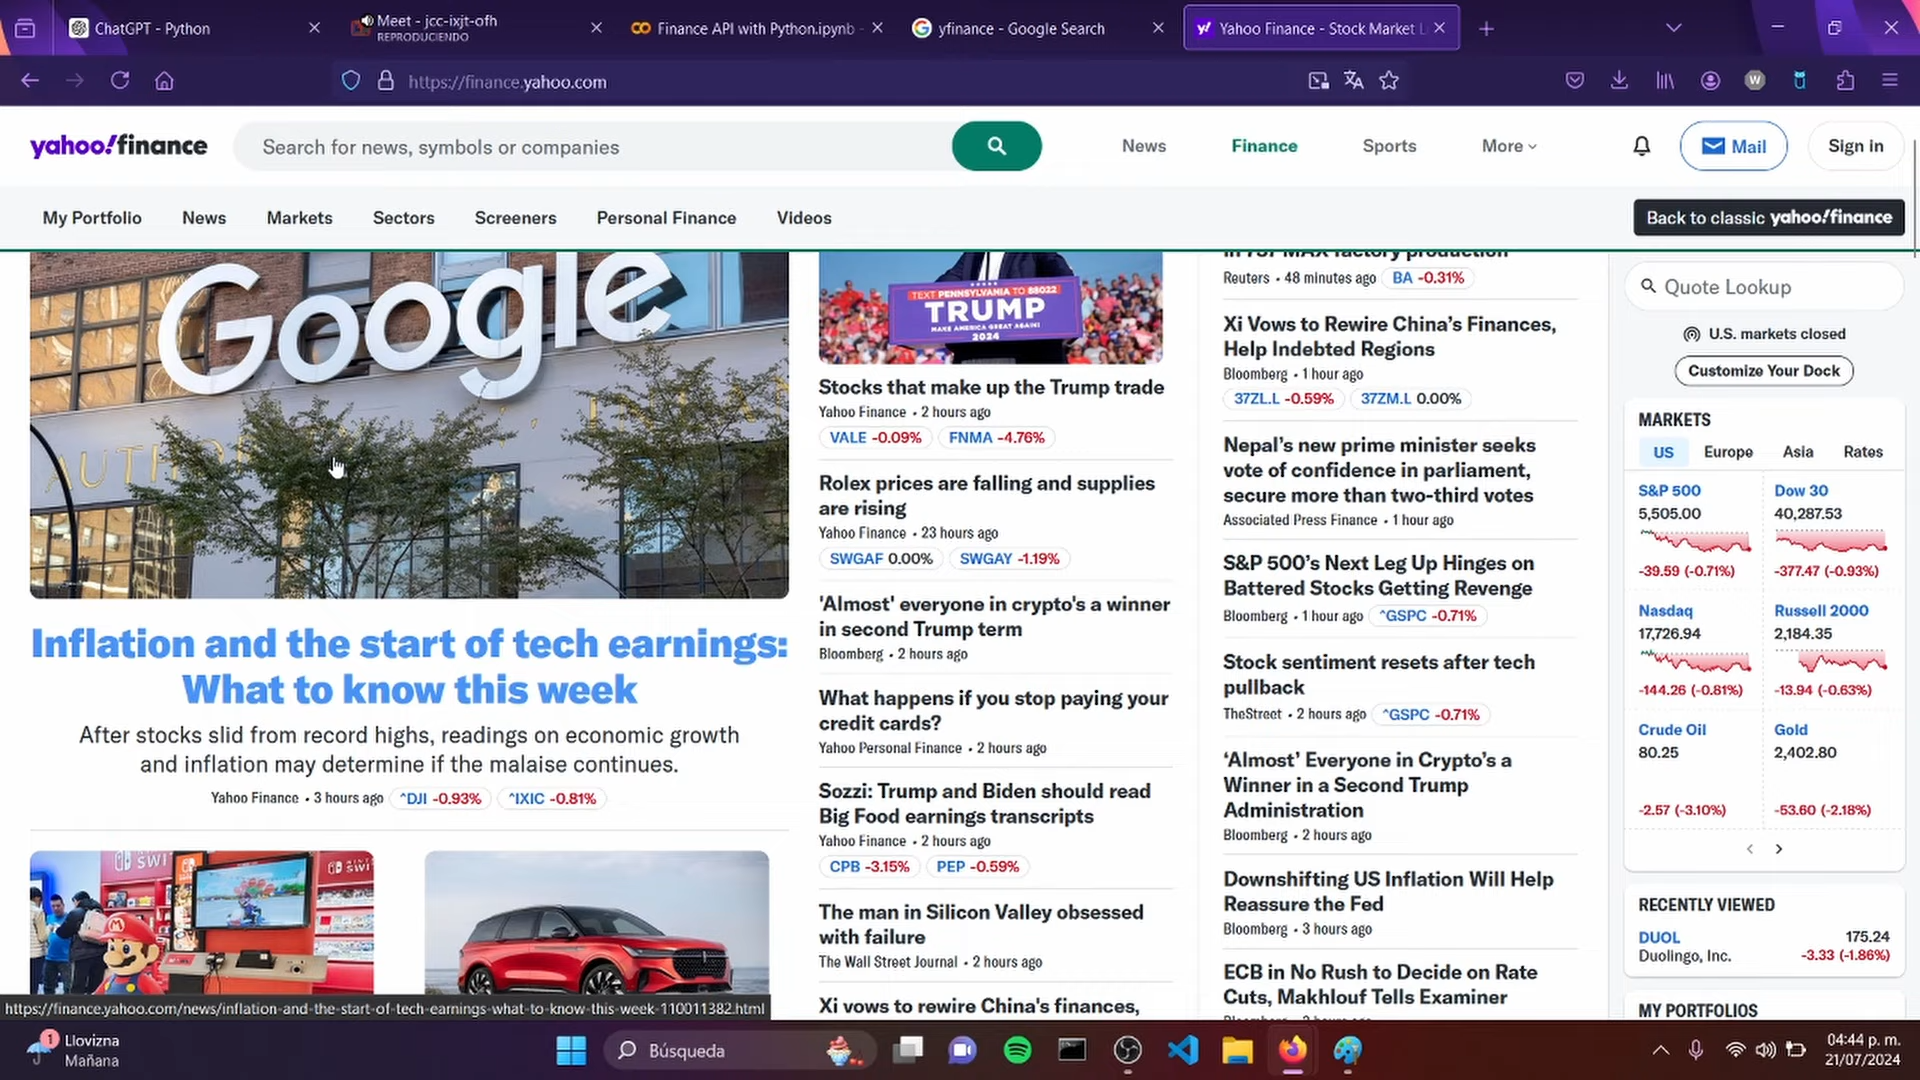 ChatGPT - Python
Meet - jcc-ixjt-ofh
REPRODUCIENDO
Finance API with Python.ipynb -
yfinance - Google Search
Yahoo Finance - Stock Market L
https://finance.yahoo.com
W
yahoo!finance
Search for news, symbols or companies
News
Finance
Sports
More
Mail
Sign in
My Portfolio
News
Markets
Sectors
Screeners
Personal Finance
Videos
Back to classic yahoo!finance
Google
Inflation and the start of tech earnings:
What to know this week
After stocks slid from record highs, readings on economic growth
and inflation may determine if the malaise continues.
Yahoo Finance • 3 hours ago ^DJI -0.93% ^IXIC -0.81%
TEXT PENNSYLVANIA TO 88022
TRUMP
MAKE AMERICA GREAT AGAIN!
2024
Stocks that make up the Trump trade
Yahoo Finance • 2 hours ago
VALE -0.09% FNMA -4.76%
Rolex prices are falling and supplies
are rising
Yahoo Finance • 23 hours ago
SWGAF 0.00% SWGAY -1.19%
'Almost' everyone in crypto's a winner
in second Trump term
Bloomberg • 2 hours ago
What happens if you stop paying your
credit cards?
Yahoo Personal Finance • 2 hours ago
Sozzi: Trump and Biden should read
Big Food earnings transcripts
Yahoo Finance • 2 hours ago
CPB -3.15% PEP -0.59%
The man in Silicon Valley obsessed
with failure
The Wall Street Journal • 2 hours ago
Xi vows to rewire China's finances,
in 737 MAX factory production
Reuters • 48 minutes ago BA -0.31%
Xi Vows to Rewire China's Finances,
Help Indebted Regions
Bloomberg • 1 hour ago
37ZL.L -0.59% 37ZM.L 0.00%
Nepal's new prime minister seeks
vote of confidence in parliament,
secure more than two-third votes
Associated Press Finance • 1 hour ago
S&P 500's Next Leg Up Hinges on
Battered Stocks Getting Revenge
Bloomberg • 1 hour ago ^GSPC -0.71%
Stock sentiment resets after tech
pullback
TheStreet • 2 hours ago ^GSPC -0.71%
‘Almost’ Everyone in Crypto’s a
Winner in a Second Trump
Administration
Bloomberg • 2 hours ago
Downshifting US Inflation Will Help
Reassure the Fed
Bloomberg • 3 hours ago
ECB in No Rush to Decide on Rate
Cuts, Makhlouf Tells Examiner
Quote Lookup
U.S. markets closed
Customize Your Dock
MARKETS
US Europe Asia Rates
S&P 500
5,505.00
-39.59 (-0.71%)
Dow 30
40,287.53
-377.47 (-0.93%)
Nasdaq
17,726.94
-144.26 (-0.81%)
Russell 2000
2,184.35
-13.94 (-0.63%)
Crude Oil
80.25
-2.57 (-3.10%)
Gold
2,402.80
-53.60 (-2.18%)
RECENTLY VIEWED
DUOL 175.24
Duolingo, Inc. -3.33 (-1.86%)
MY PORTFOLIOS
https://finance.yahoo.com/news/inflation-and-the-start-of-tech-earnings-what-to-know-this-week-110011382.html
1
Llovizna
Mañana
Búsqueda
04:44 p. m.
21/07/2024